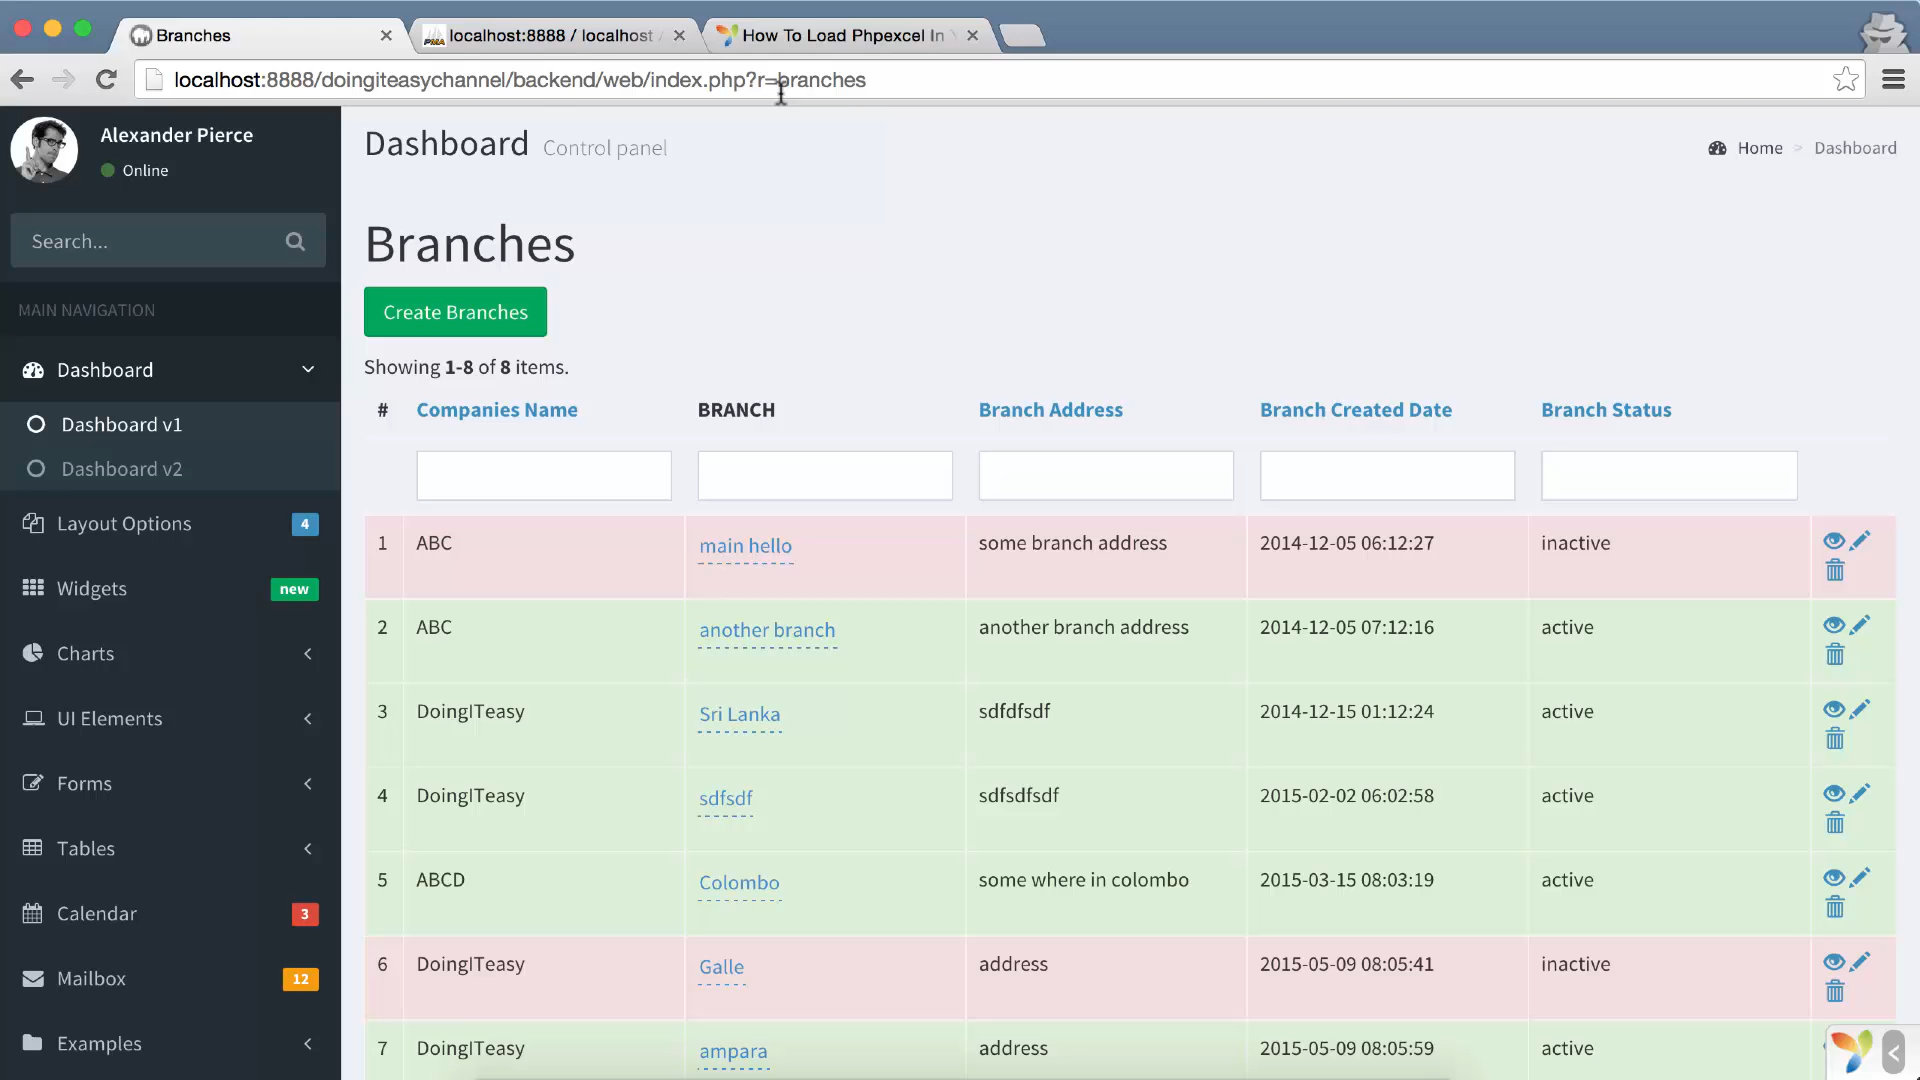 Branches
localhost:8888 / localhost /
How To Load Phpexcel In Y
localhost:8888/doingiteasychannel/backend/web/index.php?r=branches
Alexander Pierce
Online
Search...
MAIN NAVIGATION
Dashboard
Dashboard v1
Dashboard v2
Layout Options 4
Widgets new
Charts
UI Elements
Forms
Tables
Calendar 3
Mailbox 12
Examples
Dashboard Control panel
Home > Dashboard
Branches
Create Branches
Showing 1-8 of 8 items.
# Companies Name BRANCH Branch Address Branch Created Date Branch Status
1 ABC main hello some branch address 2014-12-05 06:12:27 inactive
2 ABC another branch another branch address 2014-12-05 07:12:16 active
3 DoingITeasy Sri Lanka sdfdfsdf 2014-12-15 01:12:24 active
4 DoingITeasy sdfsdf sdfsdfsdf 2015-02-02 06:02:58 active
5 ABCD Colombo some where in colombo 2015-03-15 08:03:19 active
6 DoingITeasy Galle address 2015-05-09 08:05:41 inactive
7 DoingITeasy ampara address 2015-05-09 08:05:59 active